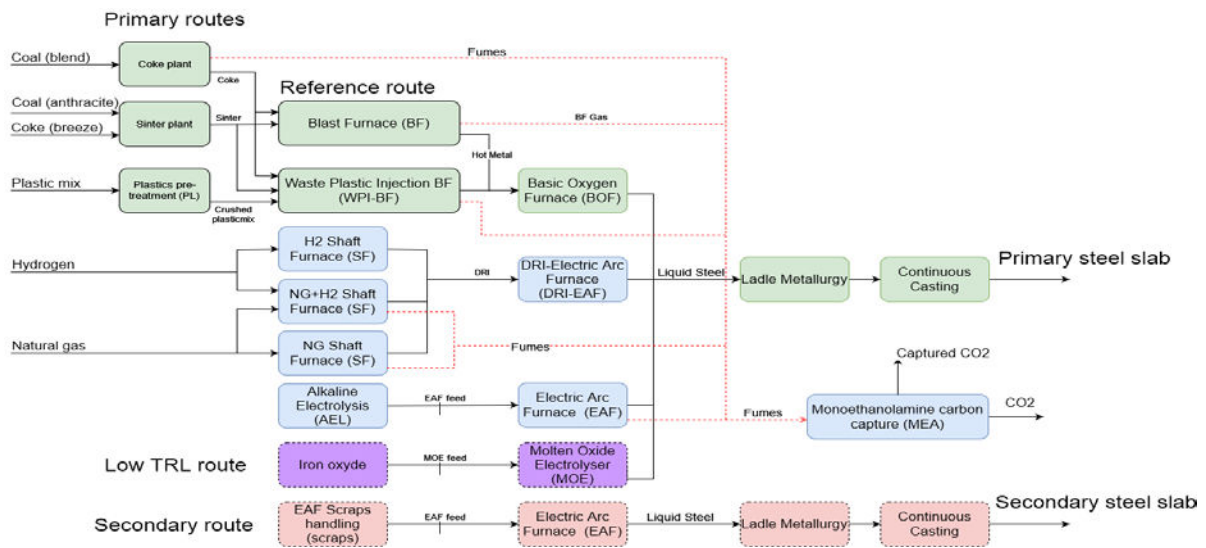 Primary routes
Coal (blend)
Coke plant
Fumes
Coke
Reference route
Coal (anthracite)
Coke (breeze)
Sinter plant
Sinter
Blast Furnace (BF)
BF Gas
Hot Metal
Plastic mix
Plastics pre-
treatment (PL)
Crushed
plasticmix
Waste Plastic Injection BF
(WPI-BF)
Basic Oxygen
Furnace (BOF)
Hydrogen
H2 Shaft
Furnace (SF)
NG+H2 Shaft
Furnace (SF)
DRI
DRI-Electric Arc
Furnace
(DRI-EAF)
Liquid Steel
Ladle Metallurgy
Continuous
Casting
Primary steel slab
Natural gas
NG Shaft
Furnace (SF)
Fumes
Captured CO2
Alkaline
Electrolysis
(AEL)
EAF feed
Electric Arc
Furnace (EAF)
Fumes
Monoethanolamine carbon
capture (MEA)
CO2
Low TRL route
Iron oxyde
MOE feed
Molten Oxide
Electrolyser
(MOE)
Secondary route
EAF Scraps
handling
(scraps)
EAF feed
Electric Arc
Furnace (EAF)
Liquid Steel
Ladle Metallurgy
Continuous
Casting
Secondary steel slab